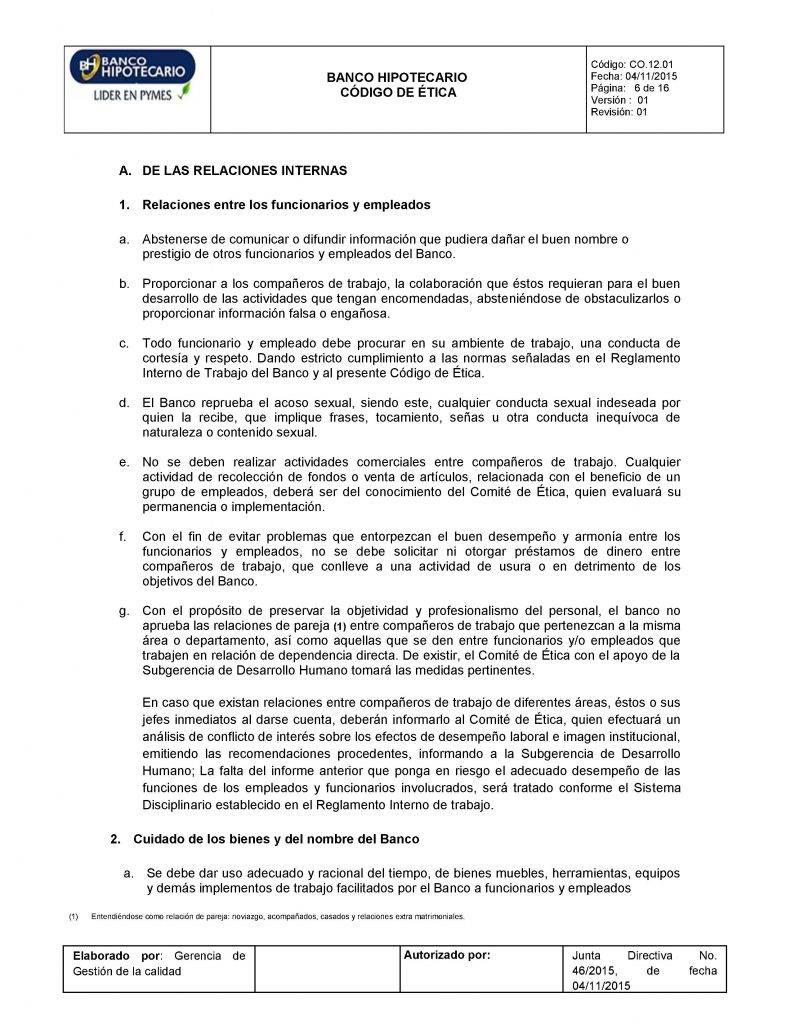 BANCO
HIPOTECARIO
LIDER EN PYMES
BANCO HIPOTECARIO
CÓDIGO DE ÉTICA
Código: CO.12.01
Fecha: 04/11/2015
Página: 6 de 16
Versión : 01
Revisión: 01
A. DE LAS RELACIONES INTERNAS
1. Relaciones entre los funcionarios y empleados
a. Abstenerse de comunicar o difundir información que pudiera dañar el buen nombre o
prestigio de otros funcionarios y empleados del Banco.
b. Proporcionar a los compañeros de trabajo, la colaboración que éstos requieran para el buen
desarrollo de las actividades que tengan encomendadas, absteniéndose de obstaculizarlos o
proporcionar información falsa o engañosa.
c. Todo funcionario y empleado debe procurar en su ambiente de trabajo, una conducta de
cortesía y respeto. Dando estricto cumplimiento a las normas señaladas en el Reglamento
Interno de Trabajo del Banco y al presente Código de Ética.
d. El Banco reprueba el acoso sexual, siendo este, cualquier conducta sexual indeseada por
quien la recibe, que implique frases, tocamiento, señas u otra conducta inequívoca de
naturaleza o contenido sexual.
e. No se deben realizar actividades comerciales entre compañeros de trabajo. Cualquier
actividad de recolección de fondos o venta de artículos, relacionada con el beneficio de un
grupo de empleados, deberá ser del conocimiento del Comité de Ética, quien evaluará su
permanencia o implementación.
f. Con el fin de evitar problemas que entorpezcan el buen desempeño y armonía entre los
funcionarios y empleados, no se debe solicitar ni otorgar préstamos de dinero entre
compañeros de trabajo, que conlleve a una actividad de usura o en detrimento de los
objetivos del Banco.
g. Con el propósito de preservar la objetividad y profesionalismo del personal, el banco no
aprueba las relaciones de pareja (1) entre compañeros de trabajo que pertenezcan a la misma
área o departamento, así como aquellas que se den entre funcionarios y/o empleados que
trabajen en relación de dependencia directa. De existir, el Comité de Ética con el apoyo de la
Subgerencia de Desarrollo Humano tomará las medidas pertinentes.
En caso que existan relaciones entre compañeros de trabajo de diferentes áreas, éstos o sus
jefes inmediatos al darse cuenta, deberán informarlo al Comité de Ética, quien efectuará un
análisis de conflicto de interés sobre los efectos de desempeño laboral e imagen institucional,
emitiendo las recomendaciones procedentes, informando a la Subgerencia de Desarrollo
Humano; La falta del informe anterior que ponga en riesgo el adecuado desempeño de las
funciones de los empleados y funcionarios involucrados, será tratado conforme el Sistema
Disciplinario establecido en el Reglamento Interno de trabajo.
2. Cuidado de los bienes y del nombre del Banco
a. Se debe dar uso adecuado y racional del tiempo, de bienes muebles, herramientas, equipos
y demás implementos de trabajo facilitados por el Banco a funcionarios y empleados
(1) Entendiéndose como relación de pareja: noviazgo, acompañados, casados y relaciones extra matrimoniales.
Elaborado por: Gerencia de
Gestión de la calidad
Autorizado por:
Junta Directiva No.
46/2015, de fecha
04/11/2015